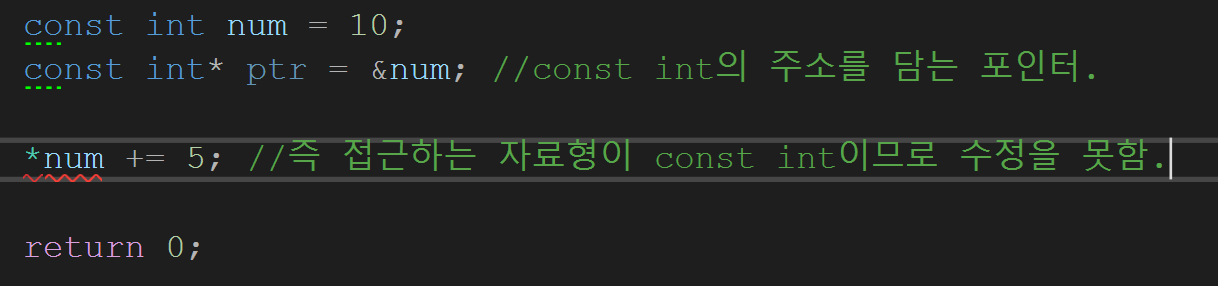 const int num = 10;
const int* ptr = &num; //const int의 주소를 담는 포인터.
*num += 5; //즉 접근하는 자료형이 const int이므로 수정을 못함.
return 0;